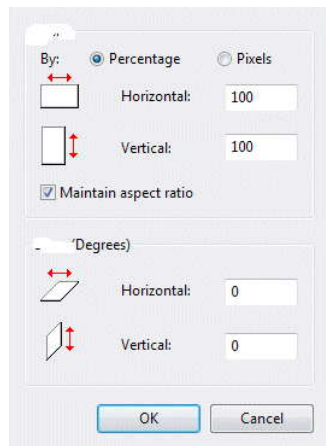 By: Percentage Pixels
Horizontal: 100
Vertical: 100
Maintain aspect ratio
(Degrees)
Horizontal: 0
Vertical: 0
OK Cancel